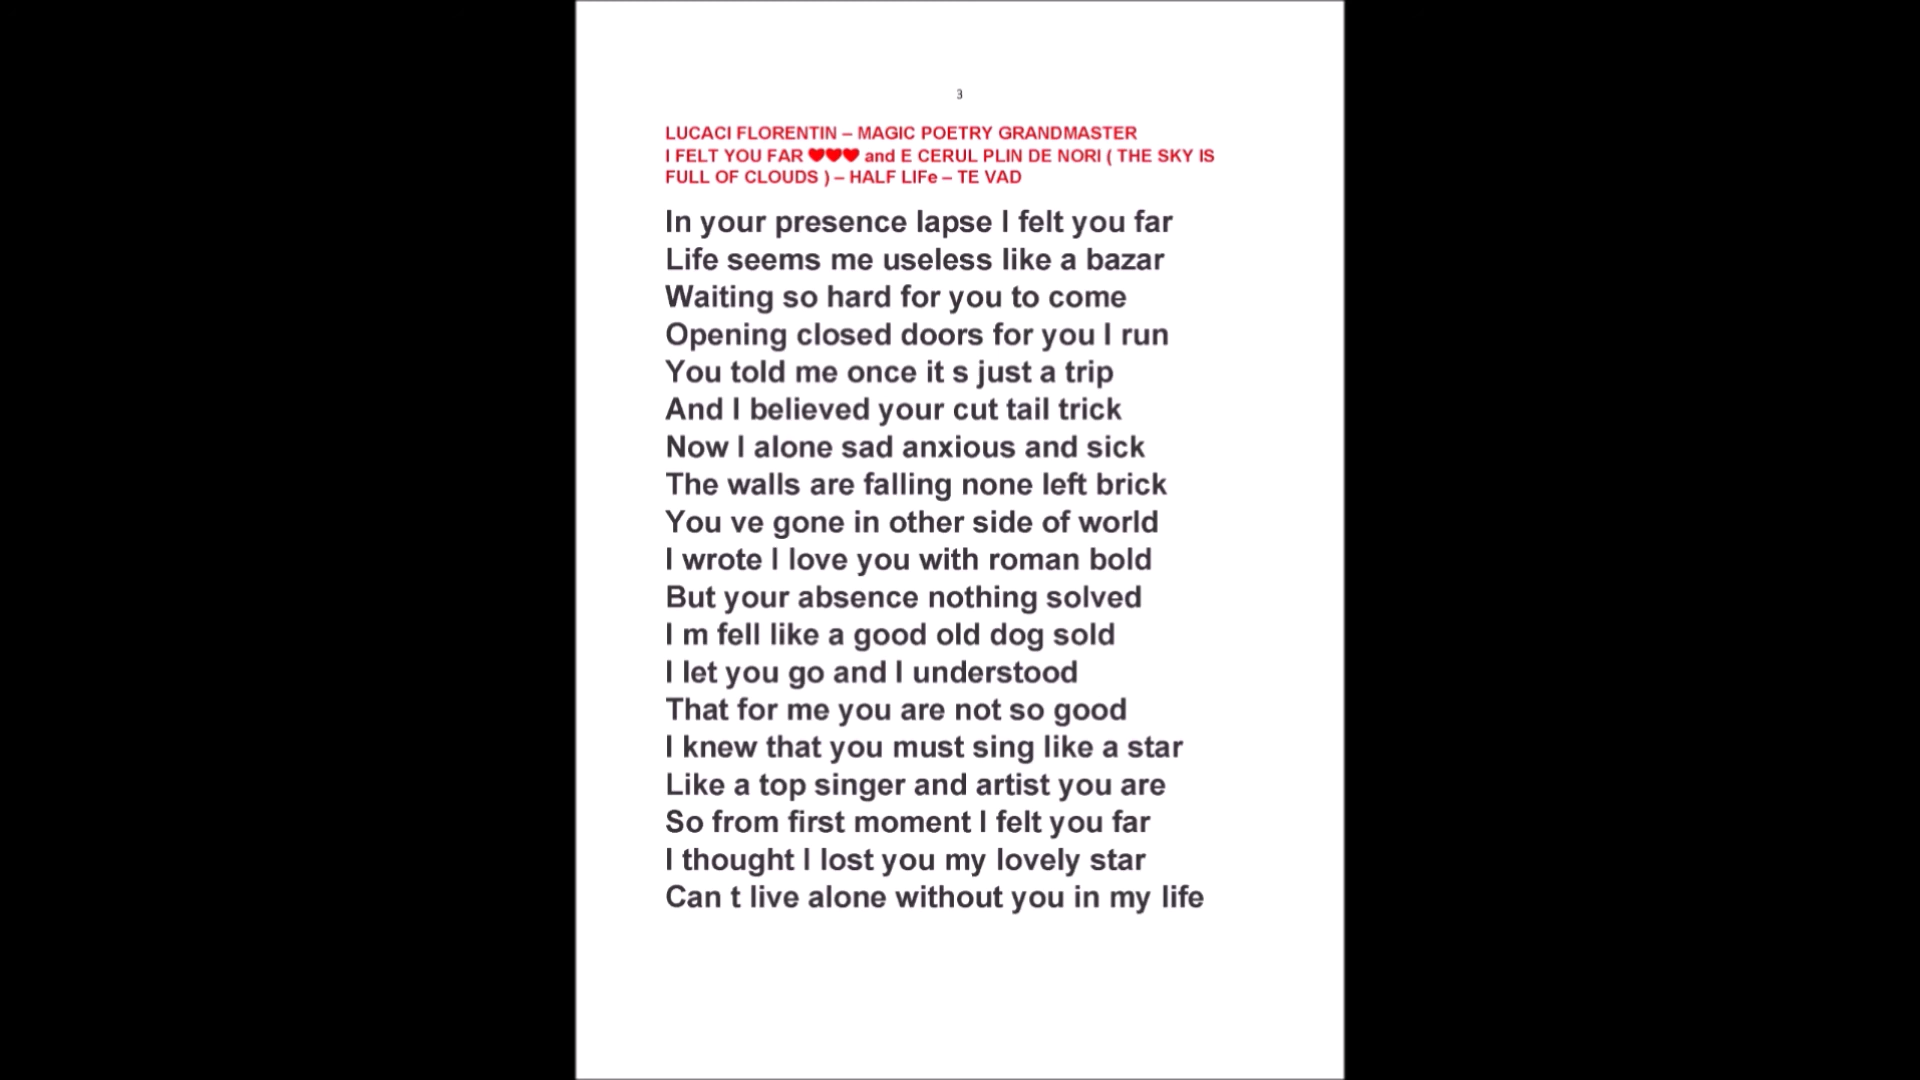 3
LUCACI FLORENTIN – MAGIC POETRY GRANDMASTER
I FELT YOU FAR ❤❤❤ and E CERUL PLIN DE NORI ( THE SKY IS
FULL OF CLOUDS ) – HALF LIFe – TE VAD
In your presence lapse I felt you far
Life seems me useless like a bazar
Waiting so hard for you to come
Opening closed doors for you I run
You told me once it s just a trip
And I believed your cut tail trick
Now I alone sad anxious and sick
The walls are falling none left brick
You ve gone in other side of world
I wrote I love you with roman bold
But your absence nothing solved
I m fell like a good old dog sold
I let you go and I understood
That for me you are not so good
I knew that you must sing like a star
Like a top singer and artist you are
So from first moment I felt you far
I thought I lost you my lovely star
Can t live alone without you in my life